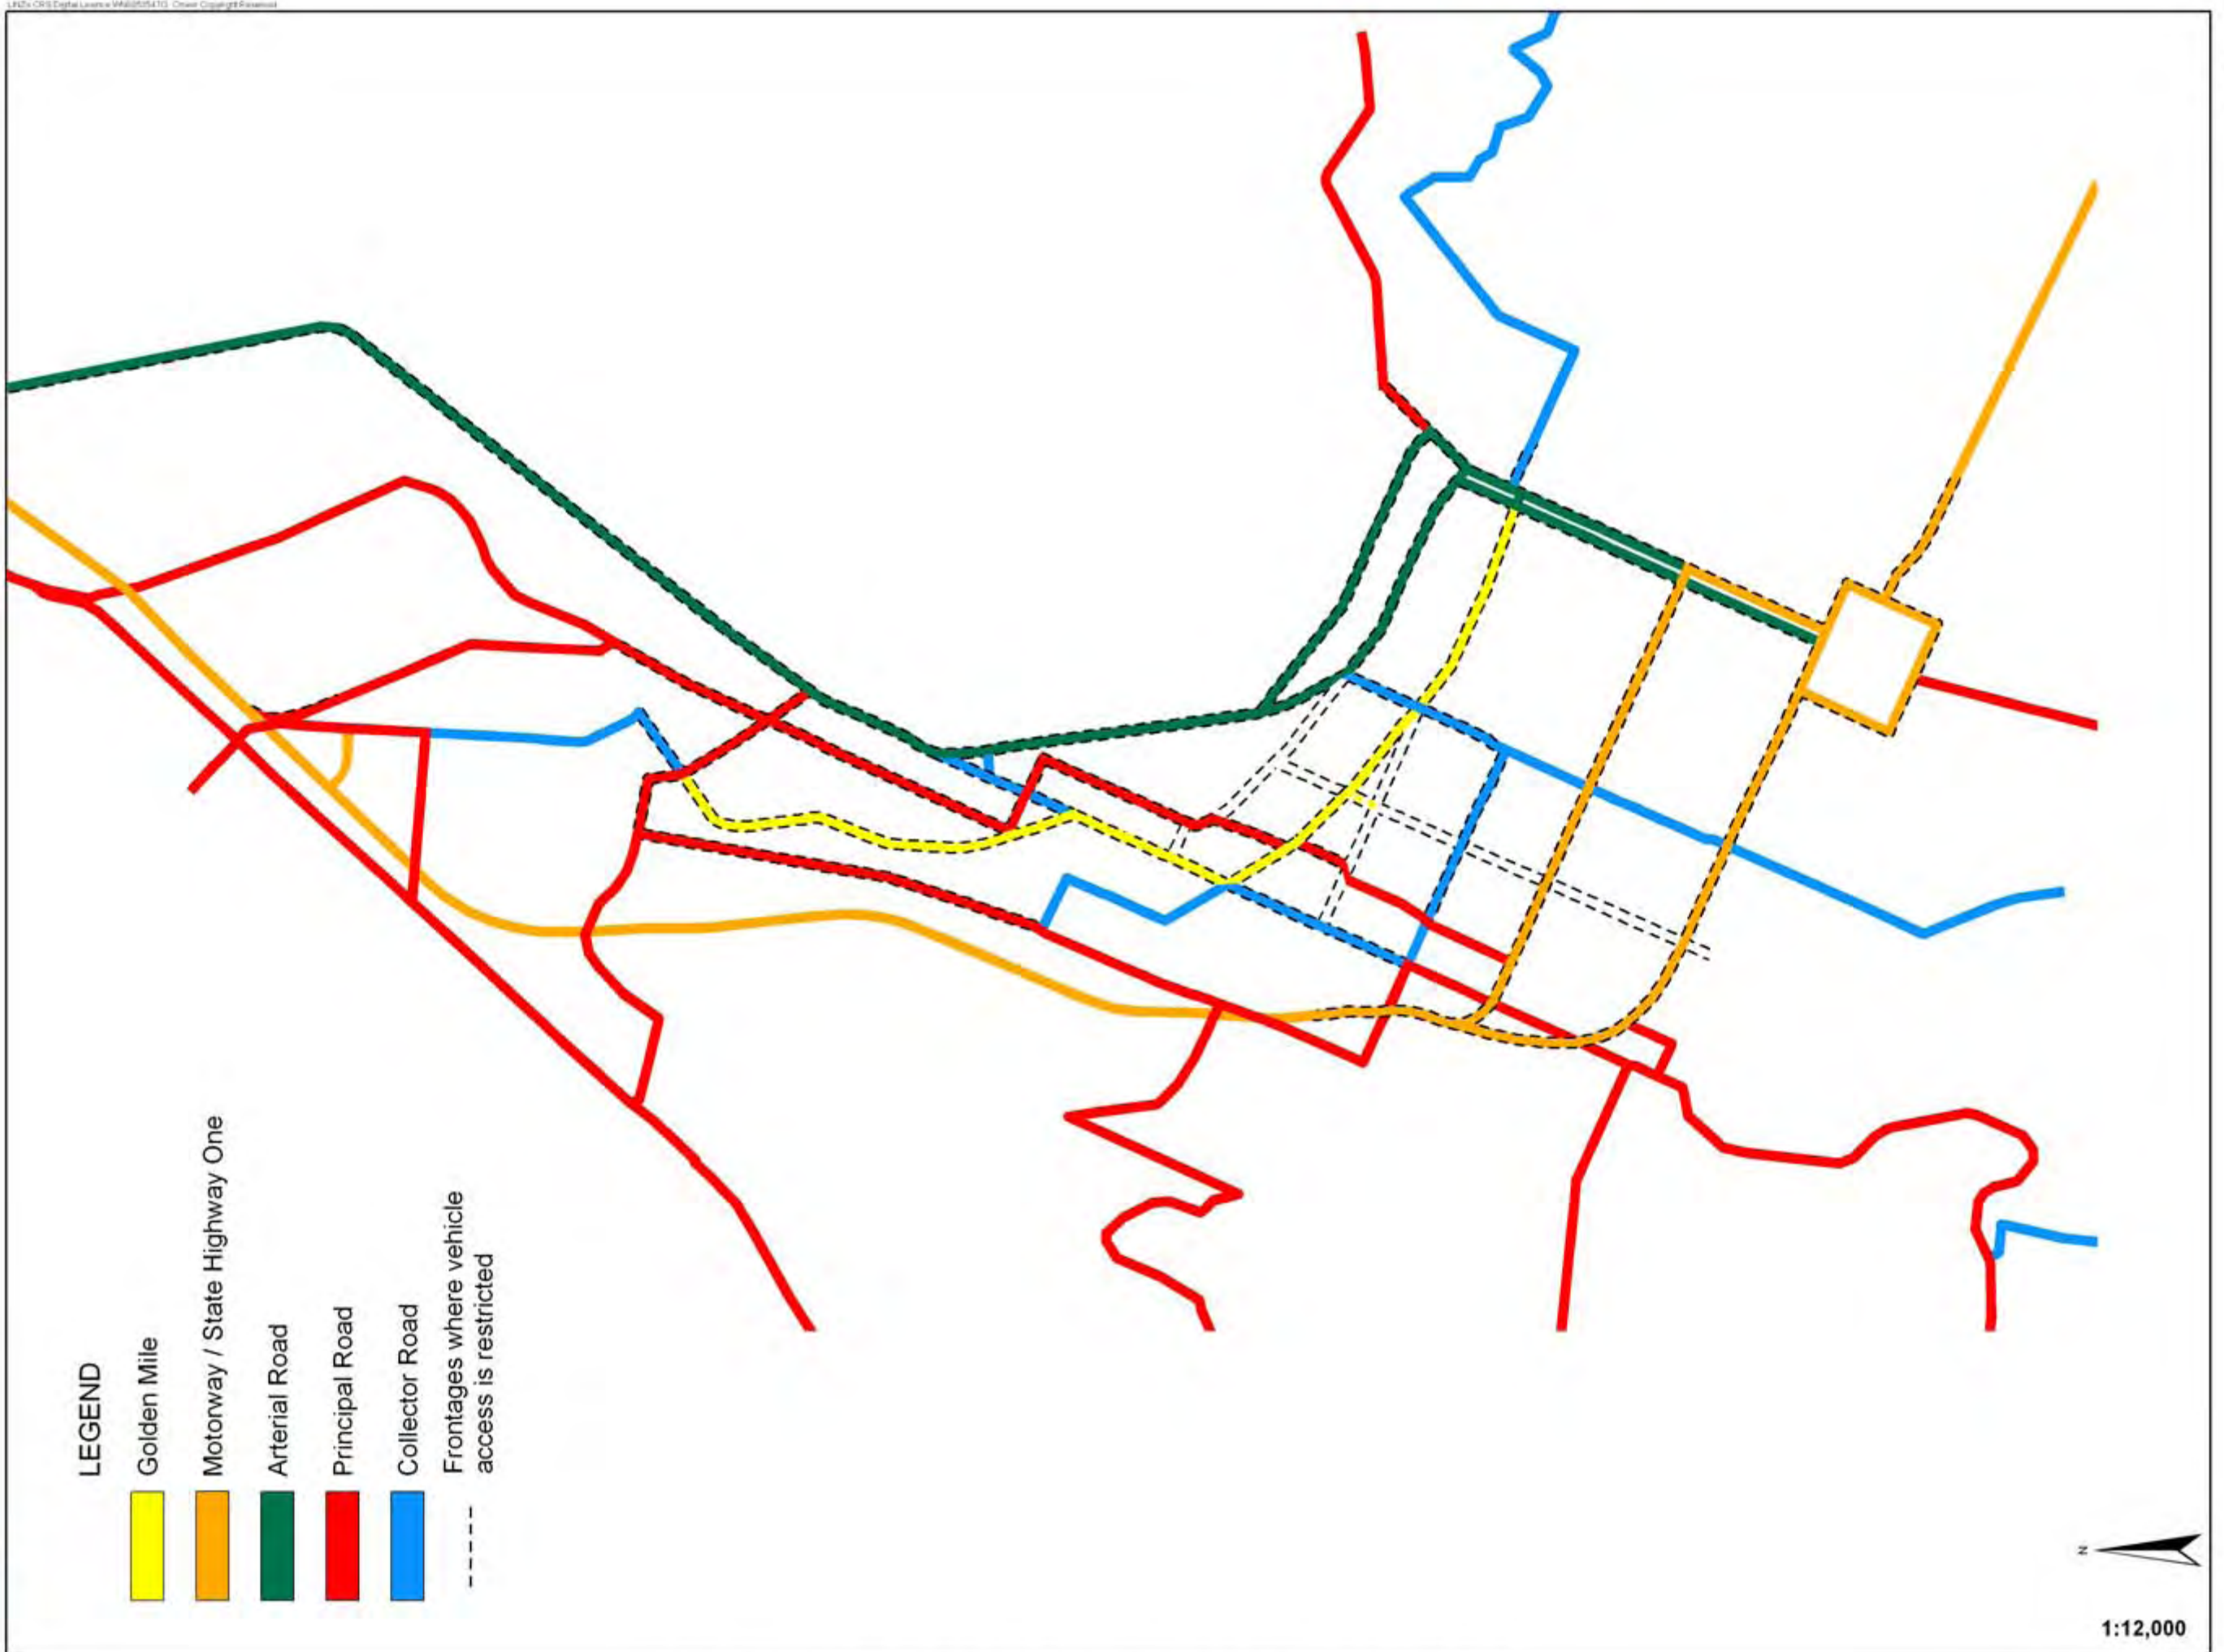 LEGEND
Golden Mile
Motorway / State Highway One
Arterial Road
Principal Road
Collector Road
Frontages where vehicle
access is restricted
N
1:12,000